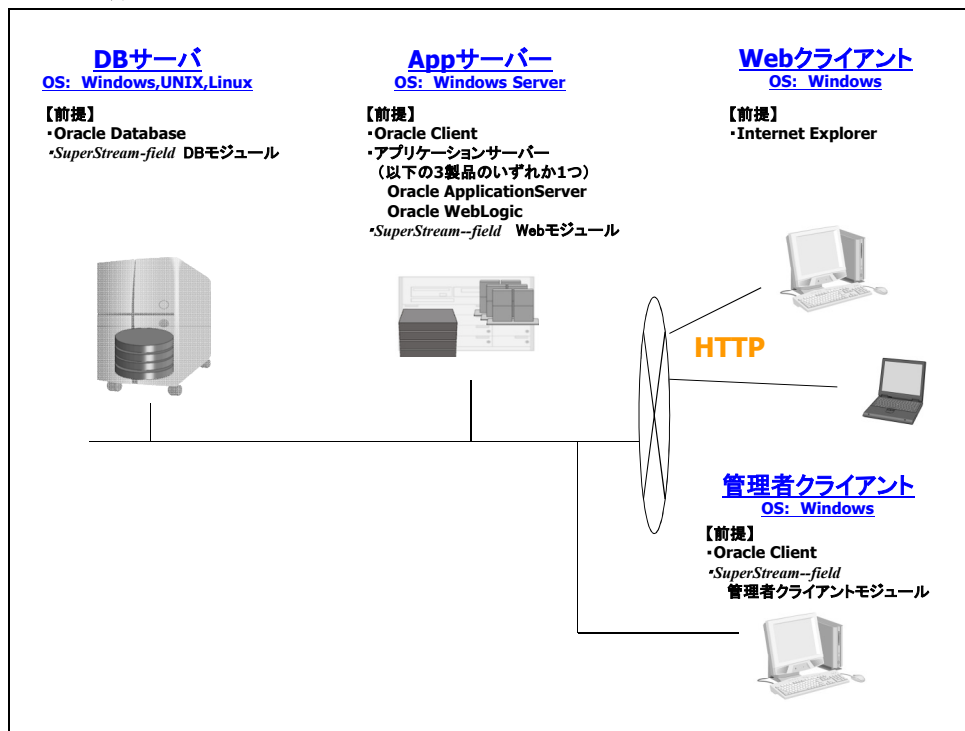 DBサーバ
OS: Windows,UNIX,Linux
【前提】
・Oracle Database
・SuperStream-field DBモジュール
Appサーバー
OS: Windows Server
【前提】
・Oracle Client
・アプリケーションサーバー
（以下の3製品のいずれか1つ）
Oracle ApplicationServer
Oracle WebLogic
・SuperStream--field Webモジュール
Webクライアント
OS: Windows
【前提】
・Internet Explorer
HTTP
管理者クライアント
OS: Windows
【前提】
・Oracle Client
・SuperStream--field
管理者クライアントモジュール